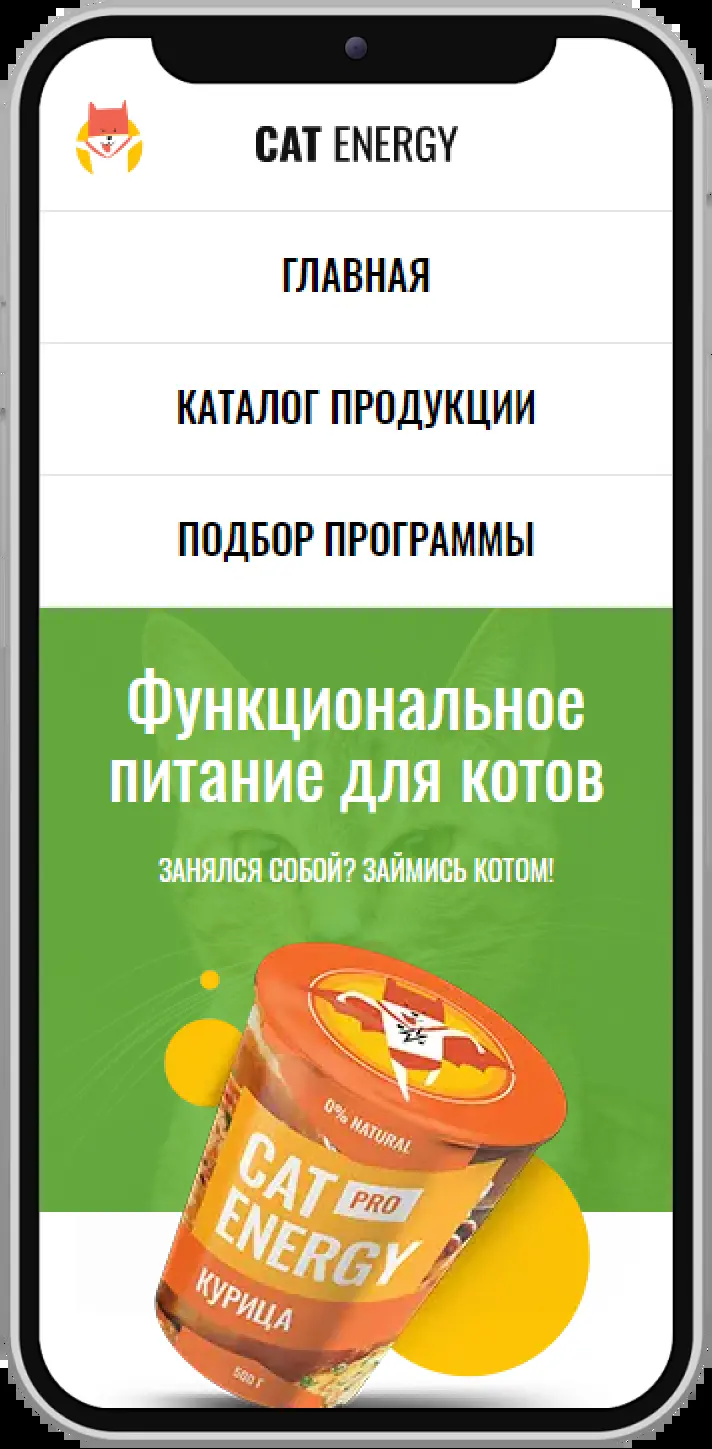 CAT ENERGY
ГЛАВНАЯ
КАТАЛОГ ПРОДУКЦИИ
ПОДБОР ПРОГРАММЫ
Функциональное
питание для котов
ЗАНЯЛСЯ СОБОЙ? ЗАЙМИСЬ КОТОМ!
0% NATURAL
CAT PRO
ENERGY
КУРИЦА
500 Г